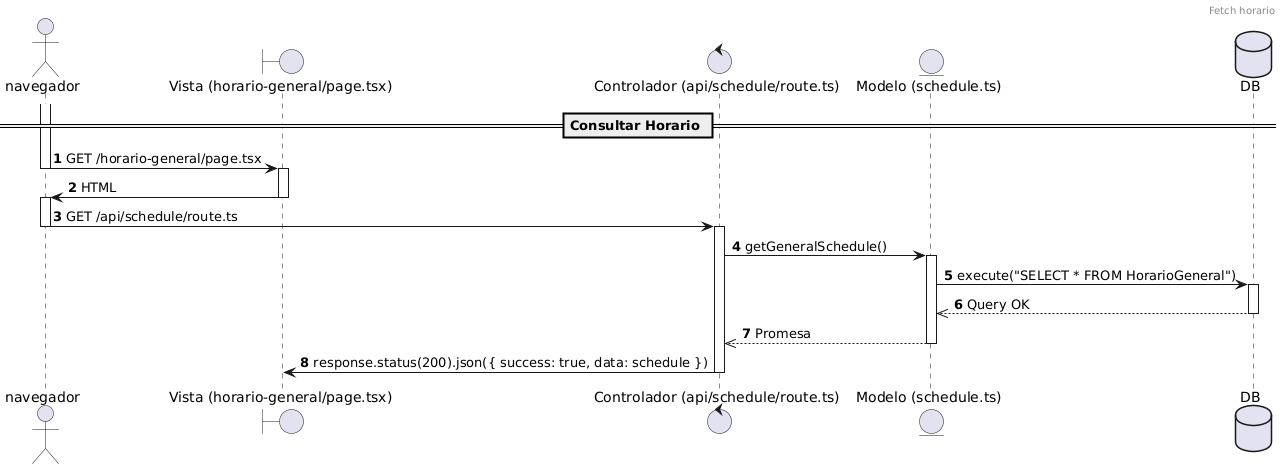 Fetch horario
navegador
Vista (horario-general/page.tsx)
Controlador (api/schedule/route.ts)
Modelo (schedule.ts)
DB
Consultar Horario
1 GET /horario-general/page.tsx
2 HTML
3 GET /api/schedule/route.ts
4 getGeneralSchedule()
5 execute("SELECT * FROM HorarioGeneral")
6 Query OK
7 Promesa
8 response.status(200).json({ success: true, data: schedule })
navegador
Vista (horario-general/page.tsx)
Controlador (api/schedule/route.ts)
Modelo (schedule.ts)
DB